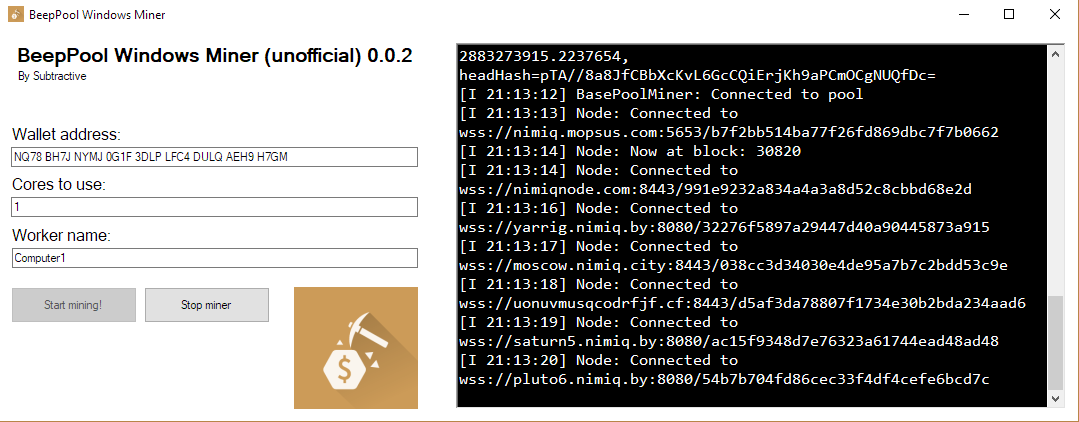 BeepPool Windows Miner
BeepPool Windows Miner (unofficial) 0.0.2
By Subtractive
Wallet address:
NQ78 BH7J NYMJ 0G1F 3DLP LFC4 DULQ AEH9 H7GM
Cores to use:
1
Worker name:
Computer1
Start mining!
Stop miner
$
2883273915.2237654,
headHash=pTA//8a8JfCBbXcKvL6GcCQiErjKh9aPCmOCgNUQfDc=
[I 21:13:12] BasePoolMiner: Connected to pool
[I 21:13:13] Node: Connected to
wss://nimiq.mopsus.com:5653/b7f2bb514ba77f26fd869dbc7f7b0662
[I 21:13:14] Node: Now at block: 30820
[I 21:13:14] Node: Connected to
wss://nimiqnode.com:8443/991e9232a834a4a3a8d52c8cbbd68e2d
[I 21:13:16] Node: Connected to
wss://yarrig.nimiq.by:8080/32276f5897a29447d40a90445873a915
[I 21:13:17] Node: Connected to
wss://moscow.nimiq.city:8443/038cc3d34030e4de95a7b7c2bdd53c9e
[I 21:13:18] Node: Connected to
wss://uonuvmusqcodrfjf.cf:8443/d5af3da78807f1734e30b2bda234aad6
[I 21:13:19] Node: Connected to
wss://saturn5.nimiq.by:8080/ac15f9348d7e76323a61744ead48ad48
[I 21:13:20] Node: Connected to
wss://pluto6.nimiq.by:8080/54b7b704fd86cec33f4df4cefe6bcd7c